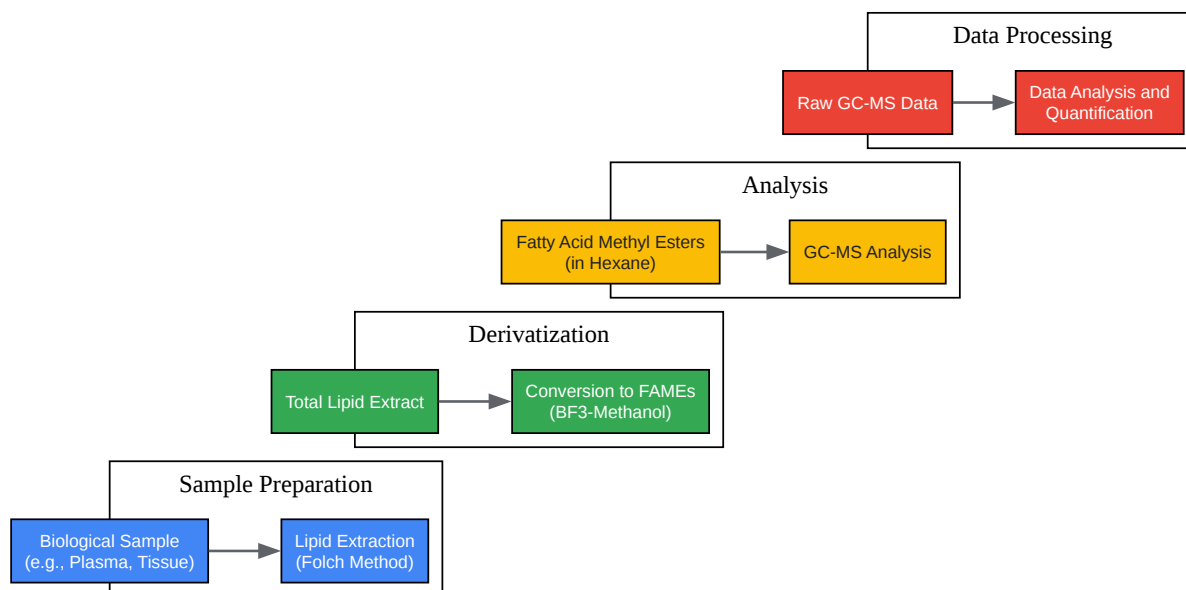 Data Processing
Raw GC-MS Data
Data Analysis and
Quantification
Analysis
Fatty Acid Methyl Esters
(in Hexane)
GC-MS Analysis
Derivatization
Total Lipid Extract
Conversion to FAMEs
(BF3-Methanol)
Sample Preparation
Biological Sample
(e.g., Plasma, Tissue)
Lipid Extraction
(Folch Method)